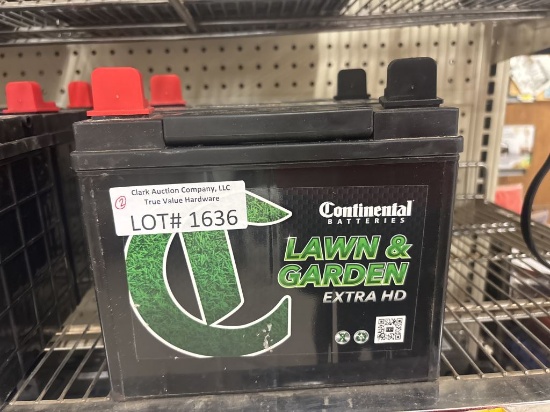 Clark Auction Company, LLC
True Value Hardware
2
LOT# 1636
Continental
BATTERIES
LAWN &
GARDEN
EXTRA HD